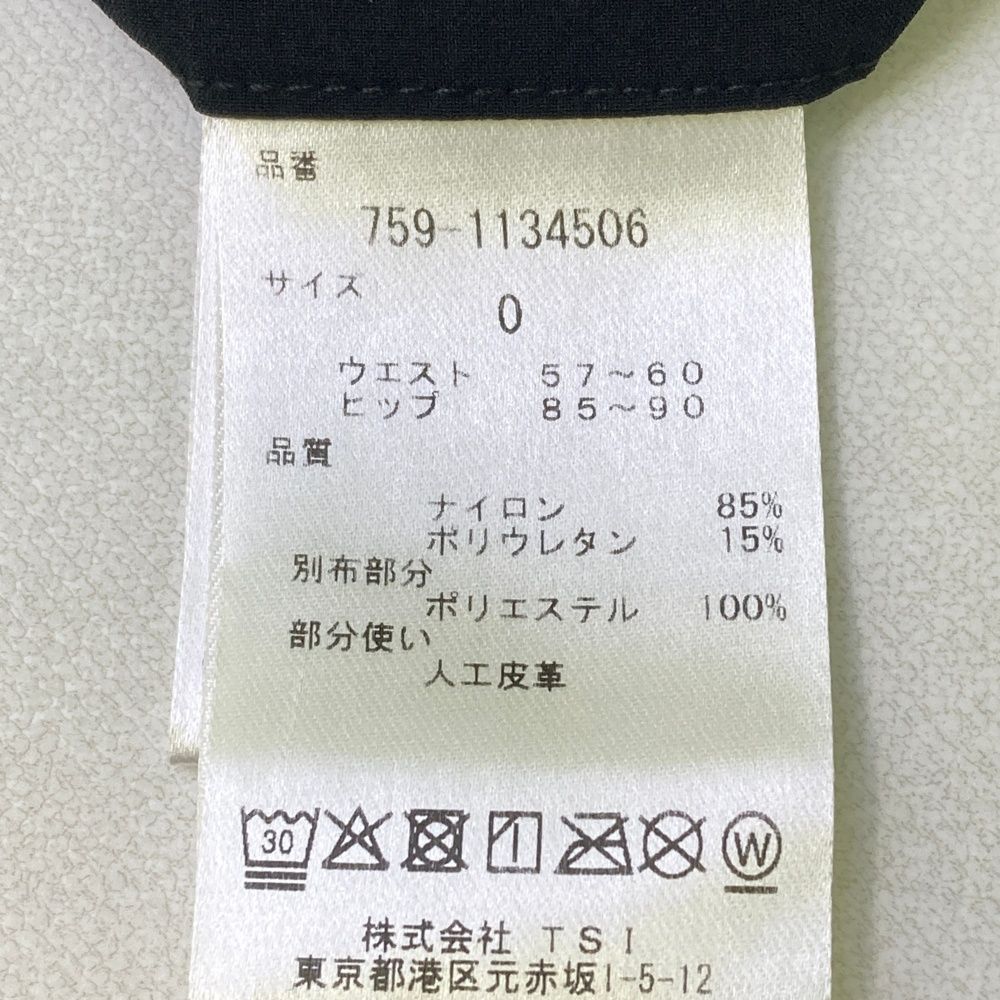 品番
759-1134506
サイズ
0
ウエスト 57～60
ヒップ 85～90
品質
ナイロン 85%
ポリウレタン 15%
別布部分
ポリエステル 100%
部分使い
人工皮革
30
W
株式会社 TSI
東京都港区元赤坂1-5-12